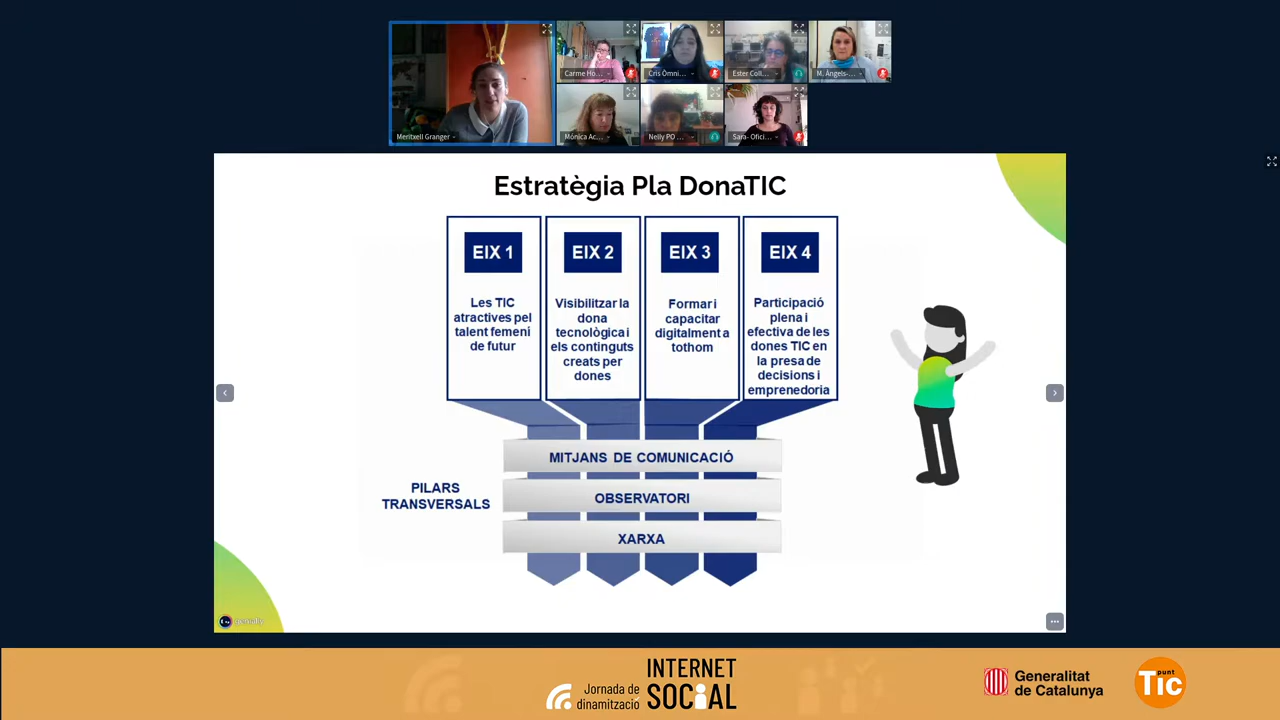 Meritxell Granger
Carme Ho...
Cris Òmni...
Ester Coll...
M. Àngels-...
Mònica Ac...
Nelly PO ...
Sara- Ofici...
Estratègia Pla DonaTIC
EIX 1
Les TIC
atractives pel
talent femení
de futur
EIX 2
Visibilitzar la
dona
tecnològica i
els continguts
creats per
dones
EIX 3
Formar i
capacitar
digitalment a
tothom
EIX 4
Participació
plena i
efectiva de les
dones TIC en
la presa de
decisions i
emprenedoria
PILARS
TRANSVERSALS
MITJANS DE COMUNICACIÓ
OBSERVATORI
XARXA
Jornada de
dinamització
INTERNET
SOCIAL
Generalitat
de Catalunya
punt
Tic